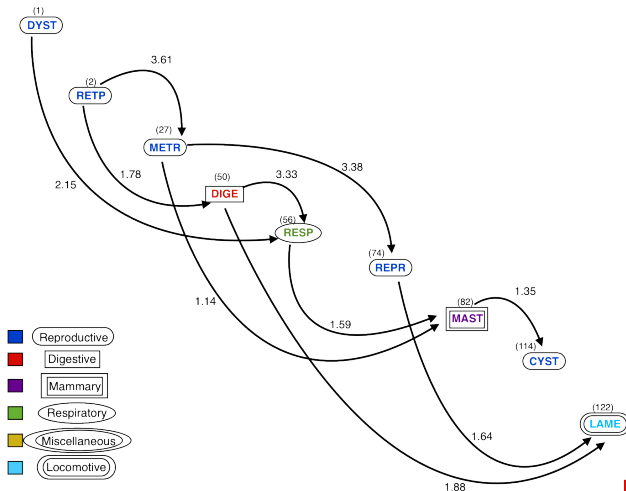 (1)
DYST
(2)
RETP
3.61
(27)
METR
1.78
2.15
(50)
DIGE
3.33
3.38
(56)
RESP
(74)
REPR
1.14
1.59
(82)
MAST
1.35
(114)
CYST
(122)
LAME
1.64
1.88
Reproductive
Digestive
Mammary
Respiratory
Miscellaneous
Locomotive